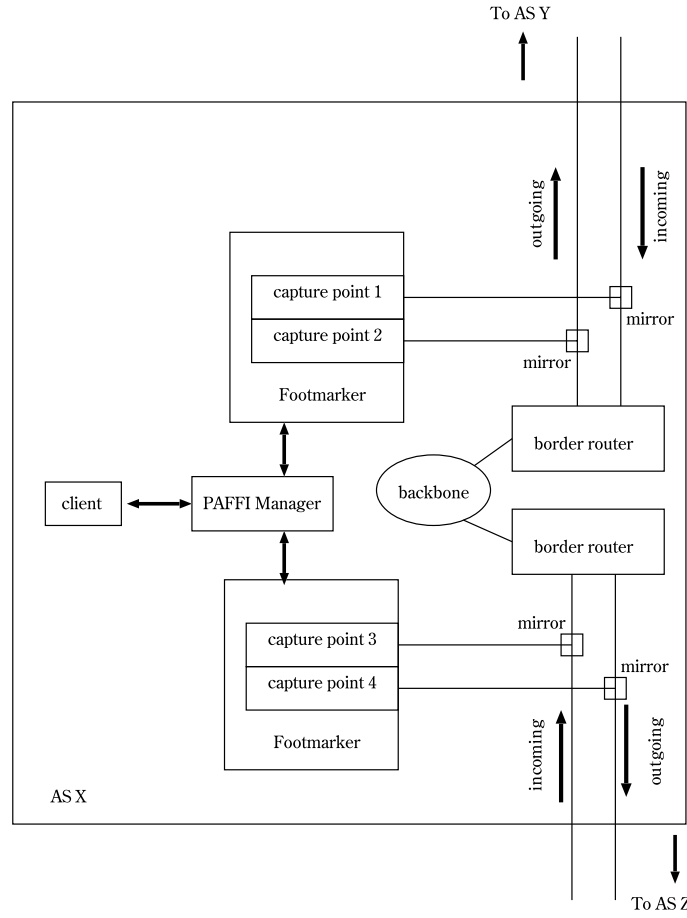 To AS Y
outgoing
incoming
capture point 1
mirror
capture point 2
mirror
Footmarker
border router
client
PAFFI Manager
backbone
border router
mirror
capture point 3
mirror
capture point 4
incoming
outgoing
Footmarker
AS X
To AS Z